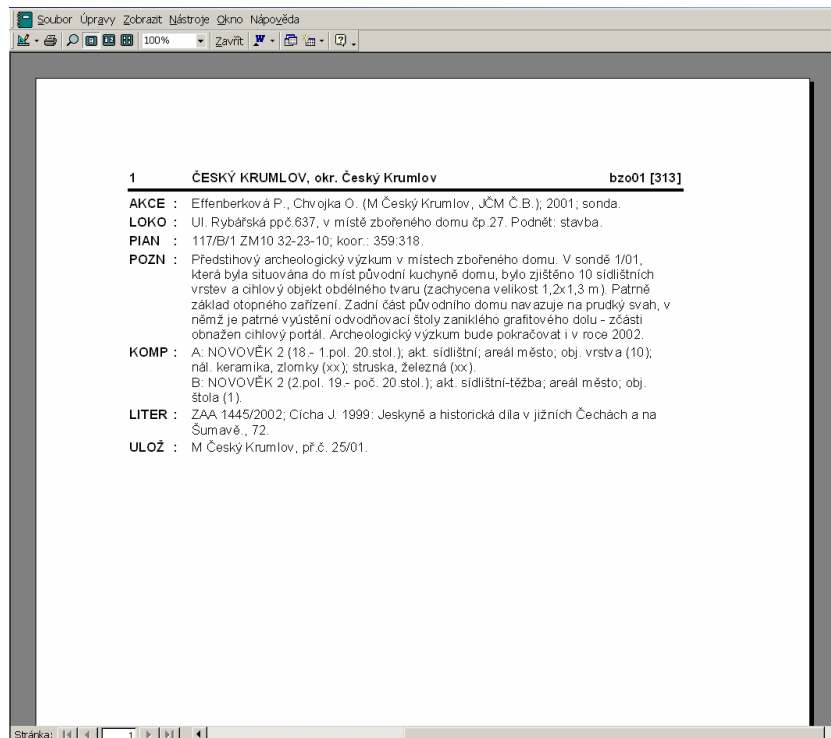 Soubor Úpravy Zobrazit Nástroje Okno Nápověda
100% Zavřít
1 ČESKÝ KRUMLOV, okr. Český Krumlov bzo01 [313]
AKCE : Effenberková P., Chvojka O. (M Český Krumlov, JČM Č.B.); 2001; sonda.
LOKO : Ul. Rybářská ppč.637, v místě zbořeného domu čp.27. Podnět: stavba.
PIAN : 117/B/1 ZM10 32-23-10; koor.: 359:318.
POZN : Předstihový archeologický výzkum v místech zbořeného domu. V sondě 1/01,
která byla situována do míst původní kuchyně domu, bylo zjištěno 10 sídlištních
vrstev a cihlový objekt obdélného tvaru (zachycena velikost 1,2x1,3 m). Patrně
základ otopného zařízení. Zadní část původního domu navazuje na prudký svah, v
němž je patrné vyústění odvodňovací štoly zaniklého grafitového dolu - zčásti
obnažen cihlový portál. Archeologický výzkum bude pokračovat i v roce 2002.
KOMP : A: NOVOVĚK 2 (18.- 1.pol. 20.stol.); akt. sídlištní; areál město; obj. vrstva (10);
nál. keramika, zlomky (xx); struska, železná (xx).
B: NOVOVĚK 2 (2.pol. 19.- poč. 20.stol.); akt. sídlištní-těžba; areál město; obj.
štola (1).
LITER : ZAA 1445/2002; Cícha J. 1999: Jeskyně a historická díla v jižních Čechách a na
Šumavě., 72.
ULOŽ : M Český Krumlov, př.č. 25/01.
Stránka: 1